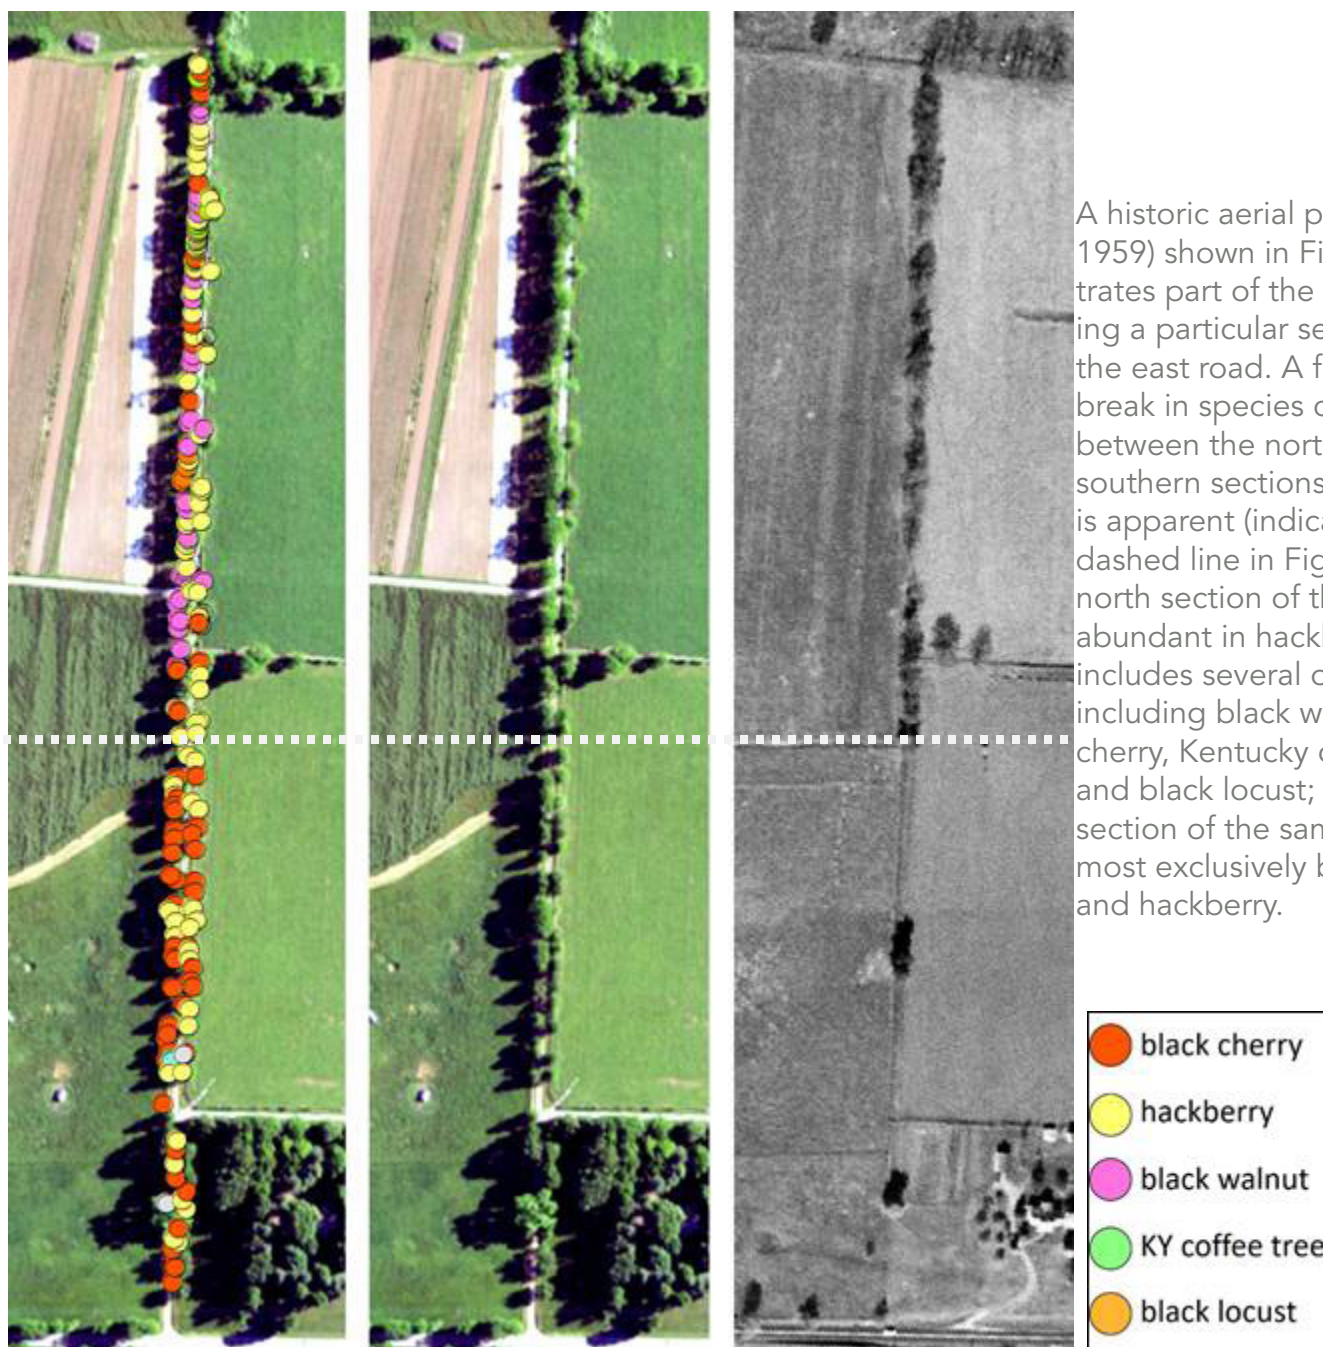 A historic aerial p
1959) shown in Fi
trates part of the
ing a particular se
the east road. A f
break in species c
between the nort
southern sections
is apparent (indica
dashed line in Fig
north section of th
abundant in hackl
includes several o
including black w
cherry, Kentucky c
and black locust;
section of the sam
most exclusively b
and hackberry.
black cherry
hackberry
black walnut
KY coffee tree
black locust